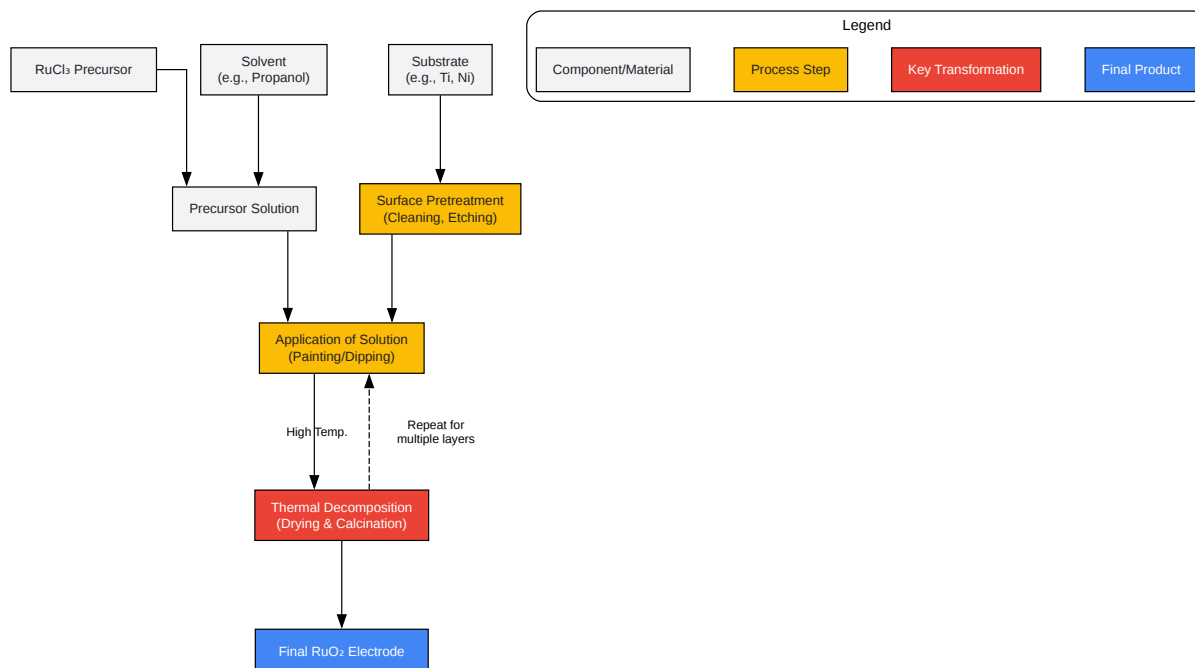 Legend
Component/Material
Process Step
Key Transformation
Final Product
RuCl₃ Precursor
Solvent
(e.g., Propanol)
Substrate
(e.g., Ti, Ni)
Precursor Solution
Surface Pretreatment
(Cleaning, Etching)
Application of Solution
(Painting/Dipping)
High Temp.
Repeat for
multiple layers
Thermal Decomposition
(Drying & Calcination)
Final RuO₂ Electrode